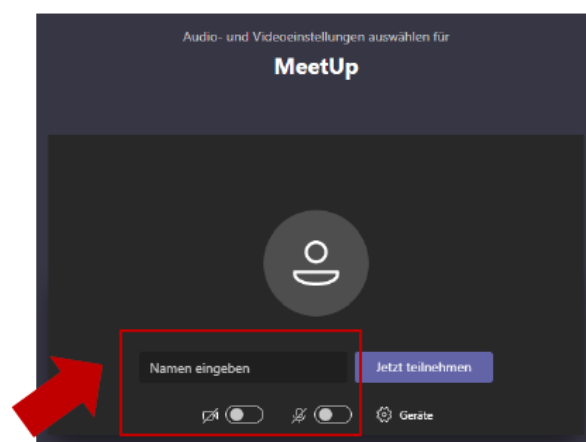 Audio- und Videoeinstellungen auswählen für
MeetUp
Namen eingeben
Jetzt teilnehmen
Geräte